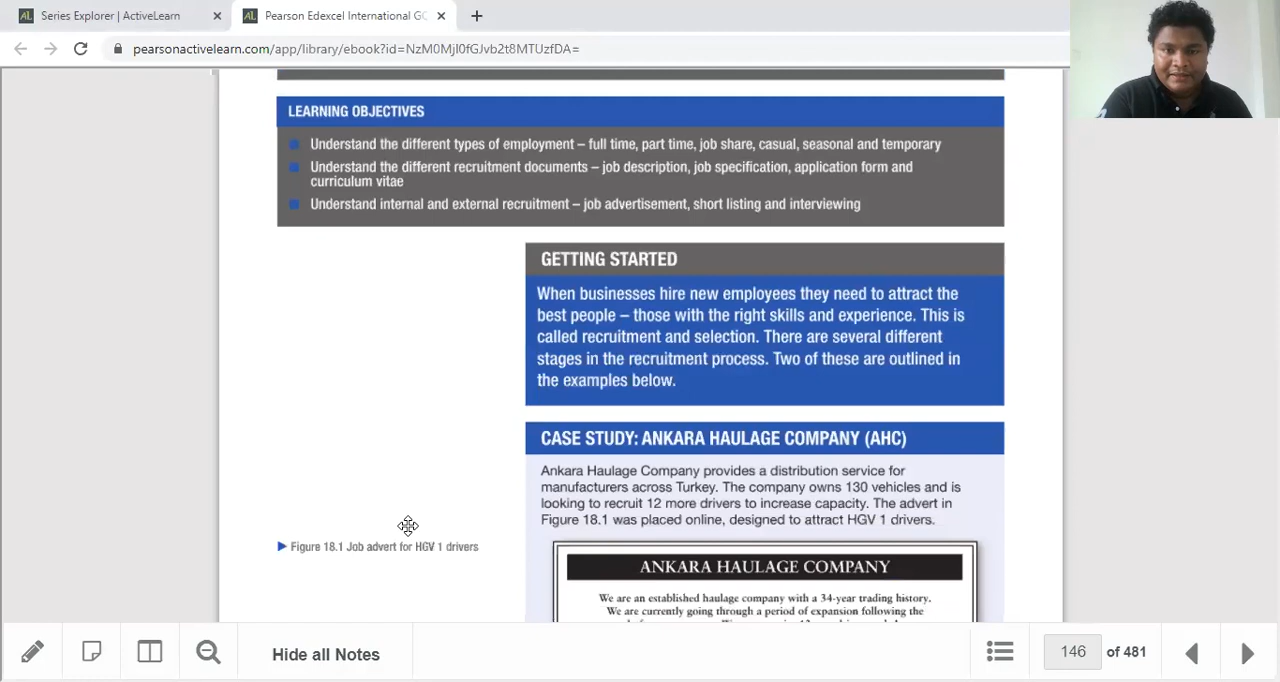 Series Explorer | ActiveLearn
Pearson Edexcel International GC
pearsonactivelearn.com/app/library/ebook?id=NzM0MjI0fGJvb2t8MTUzfDA=
LEARNING OBJECTIVES
Understand the different types of employment – full time, part time, job share, casual, seasonal and temporary
Understand the different recruitment documents – job description, job specification, application form and
curriculum vitae
Understand internal and external recruitment – job advertisement, short listing and interviewing
GETTING STARTED
When businesses hire new employees they need to attract the
best people – those with the right skills and experience. This is
called recruitment and selection. There are several different
stages in the recruitment process. Two of these are outlined in
the examples below.
CASE STUDY: ANKARA HAULAGE COMPANY (AHC)
Ankara Haulage Company provides a distribution service for
manufacturers across Turkey. The company owns 130 vehicles and is
looking to recruit 12 more drivers to increase capacity. The advert in
Figure 18.1 was placed online, designed to attract HGV 1 drivers.
Figure 18.1 Job advert for HGV 1 drivers
ANKARA HAULAGE COMPANY
We are an established haulage company with a 34-year trading history.
We are currently going through a period of expansion following the
Hide all Notes
146 of 481